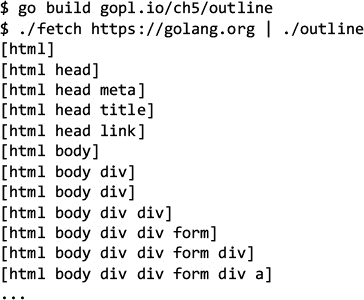 $ go build gopl.io/ch5/outline
$ ./fetch https://golang.org | ./outline
[html]
[html head]
[html head meta]
[html head title]
[html head link]
[html body]
[html body div]
[html body div]
[html body div div]
[html body div div form]
[html body div div form div]
[html body div div form div a]
...